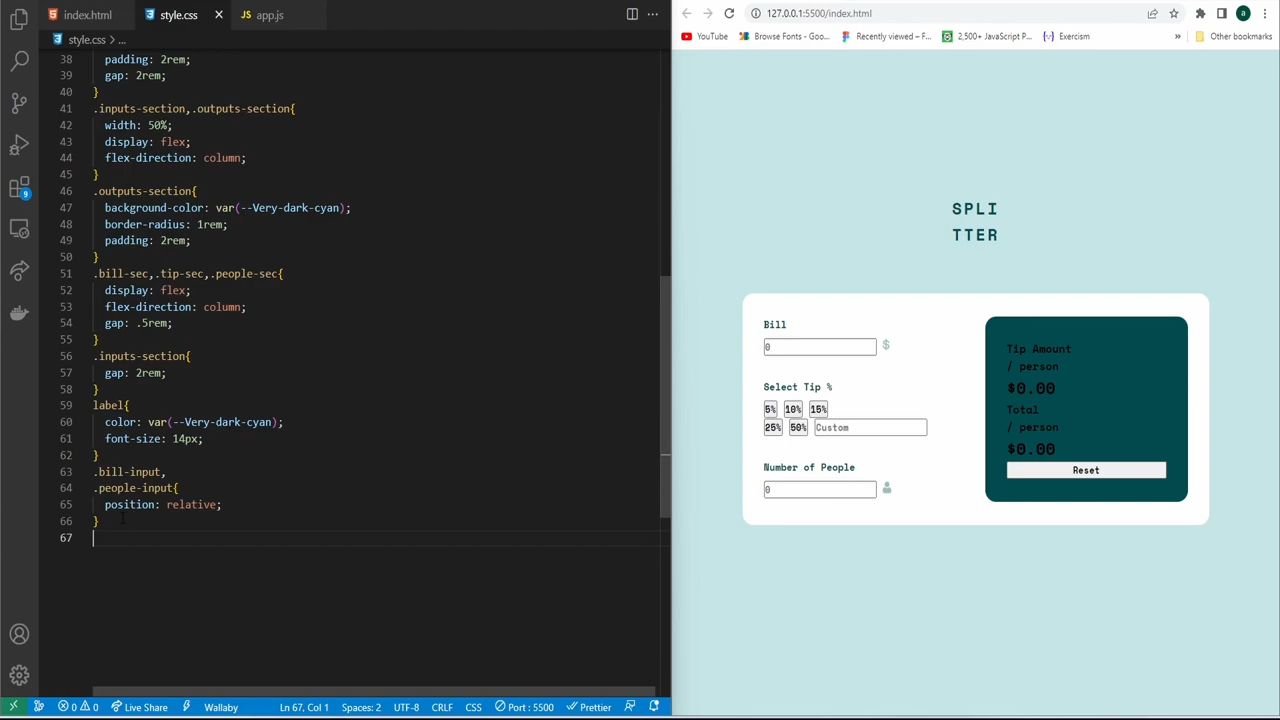 index.html
style.css
app.js
style.css > ...
38 padding: 2rem;
39 gap: 2rem;
40 }
41 .inputs-section,.outputs-section{
42 width: 50%;
43 display: flex;
44 flex-direction: column;
45 }
46 .outputs-section{
47 background-color: var(--Very-dark-cyan);
48 border-radius: 1rem;
49 padding: 2rem;
50 }
51 .bill-sec,.tip-sec,.people-sec{
52 display: flex;
53 flex-direction: column;
54 gap: .5rem;
55 }
56 .inputs-section{
57 gap: 2rem;
58 }
59 label{
60 color: var(--Very-dark-cyan);
61 font-size: 14px;
62 }
63 .bill-input,
64 .people-input{
65 position: relative;
66 }
67
9
0 0 Live Share Wallaby Ln 67, Col 1 Spaces: 2 UTF-8 CRLF CSS Port : 5500 Prettier
127.0.0.1:5500/index.html
a
YouTube Browse Fonts - Goo... Recently viewed – F... 2,500+ JavaScript P... Exercism » Other bookmarks
SPLI
TTER
Bill
0 $
Select Tip %
5% 10% 15%
25% 50% Custom
Number of People
0
Tip Amount
/ person
$0.00
Total
/ person
$0.00
Reset